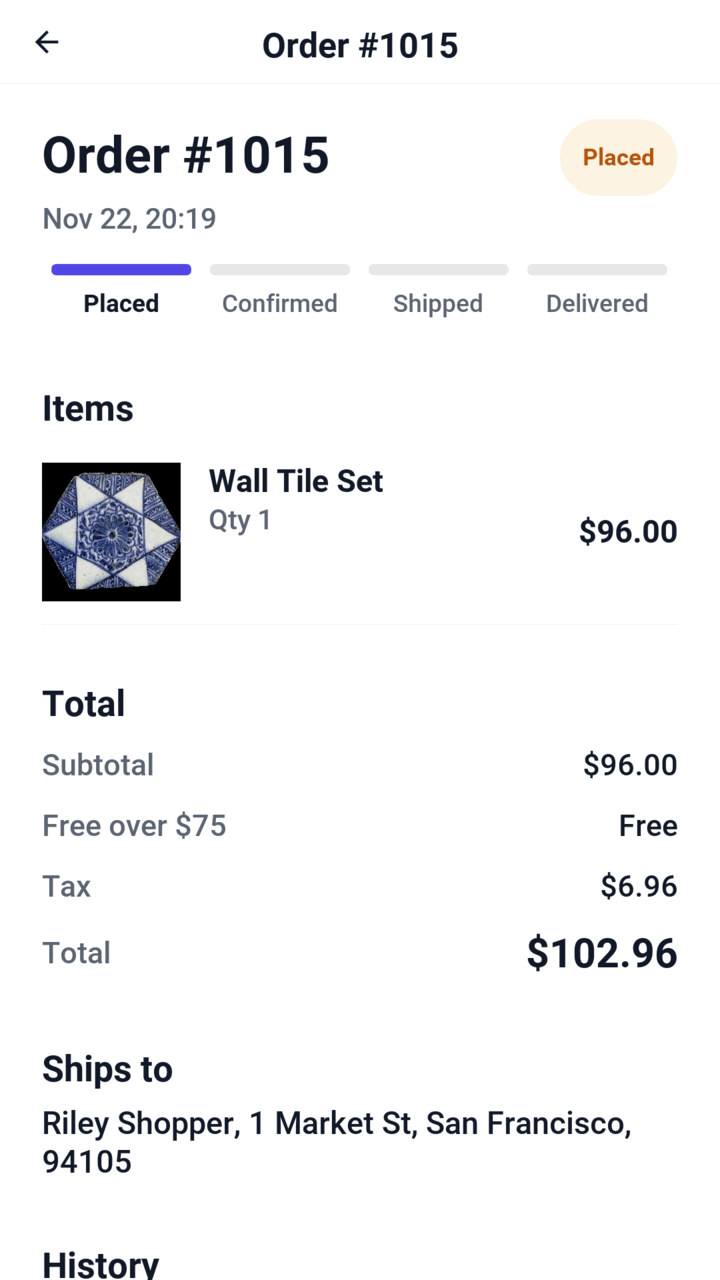 Order #1015
Order #1015
Placed
Nov 22, 20:19
Placed
Confirmed
Shipped
Delivered
Items
Wall Tile Set
Qty 1
$96.00
Total
Subtotal
$96.00
Free over $75
Free
Tax
$6.96
Total
$102.96
Ships to
Riley Shopper, 1 Market St, San Francisco,
94105
History